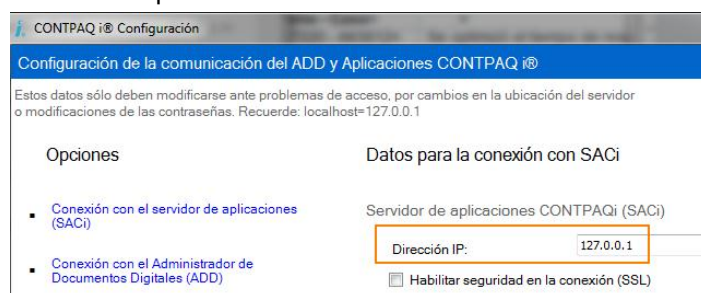 CONTPAQ i® Configuración
Configuración de la comunicación del ADD y Aplicaciones CONTPAQ i®
Estos datos sólo deben modificarse ante problemas de acceso, por cambios en la ubicación del servidor
o modificaciones de las contraseñas. Recuerde: localhost=127.0.0.1
Opciones
Datos para la conexión con SACi
Conexión con el servidor de aplicaciones
(SACi)
Servidor de aplicaciones CONTPAQi (SACi)
Dirección IP: 127.0.0.1
Conexión con el Administrador de
Documentos Digitales (ADD)
Habilitar seguridad en la conexión (SSL)